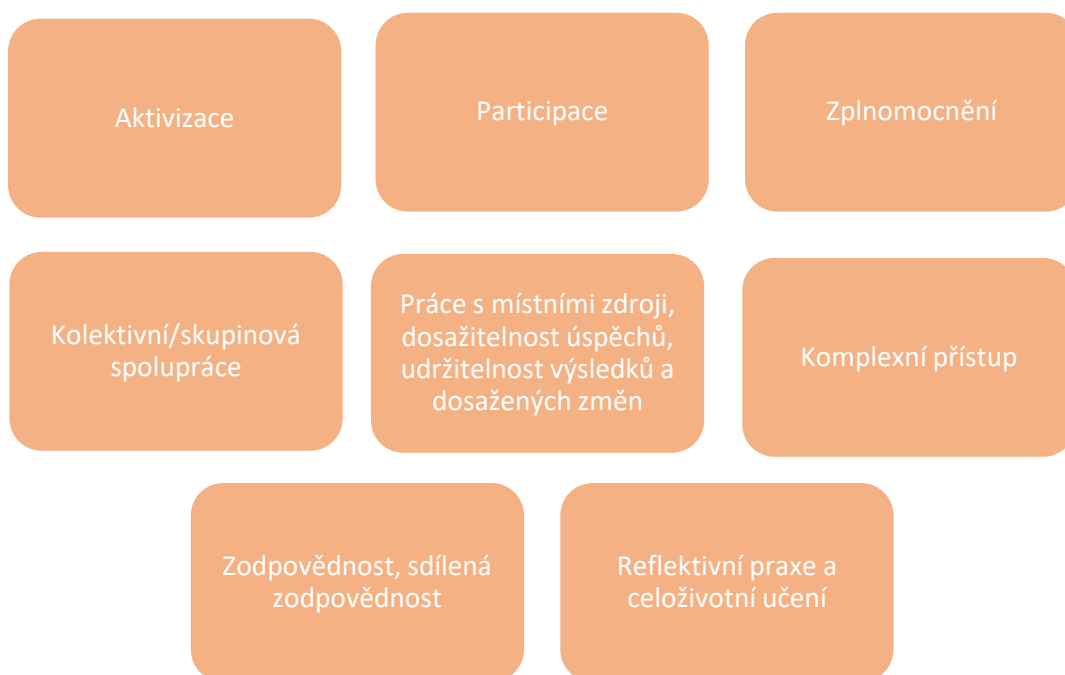 Aktivizace
Participace
Zplnomocnění
Kolektivní/skupinová
spolupráce
Práce s místními zdroji,
dosažitelnost úspěchů,
udržitelnost výsledků a
dosažených změn
Komplexní přístup
Zodpovědnost, sdílená
zodpovědnost
Reflektivní praxe a
celoživotní učení